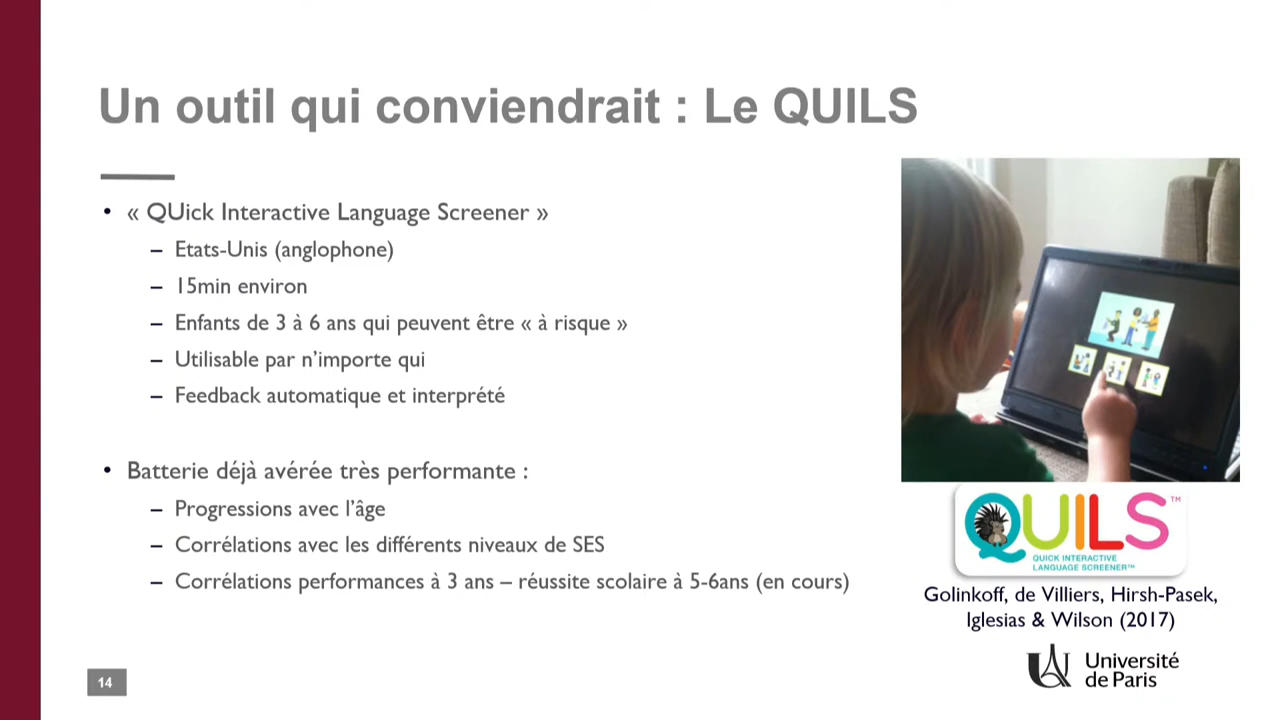 Un outil qui conviendrait : Le QUILS
• « QUick Interactive Language Screener »
– Etats-Unis (anglophone)
– 15min environ
– Enfants de 3 à 6 ans qui peuvent être « à risque »
– Utilisable par n’importe qui
– Feedback automatique et interprété
• Batterie déjà avérée très performante :
– Progressions avec l’âge
– Corrélations avec les différents niveaux de SES
– Corrélations performances à 3 ans – réussite scolaire à 5-6ans (en cours)
QUILS™
QUICK INTERACTIVE
LANGUAGE SCREENER™
Golinkoff, de Villiers, Hirsh-Pasek,
Iglesias & Wilson (2017)
Université
de Paris
14